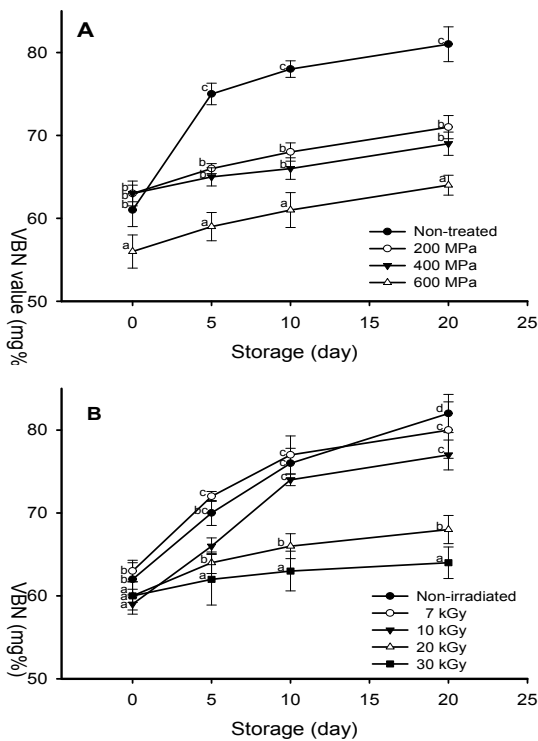 A
80
70
60
50
c
c
c
b
b
b
b
b
b
b
b
b
a
a
a
a
Non-treated
200 MPa
400 MPa
600 MPa
0
5
10
15
20
25
Storage (day)
VBN value (mg%
B
80
70
60
50
d
c
c
c
c
c
c
bc
b
b
b
b
b
b
a
a
a
a
a
a
Non-irradiated
7 kGy
10 kGy
20 kGy
30 kGy
0
5
10
15
20
25
Storage (day)
VBN (mg%)